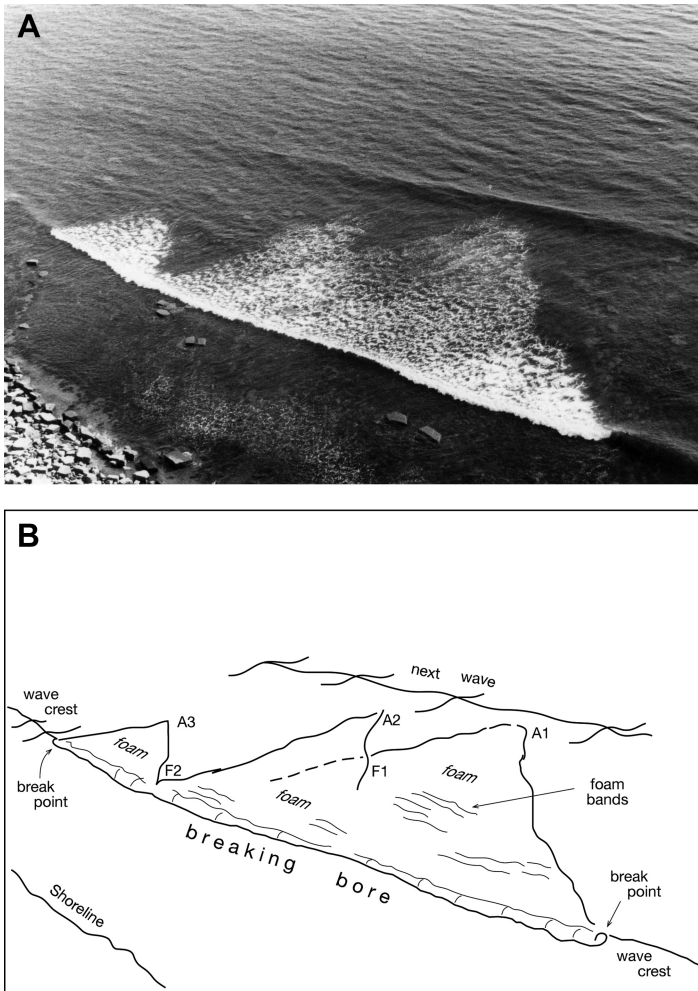 A
B
next wave
wave
crest
A3
A2
A1
foam
F2
F1
foam
foam
foam
bands
break
point
breaking bore
break
point
Shoreline
wave
crest